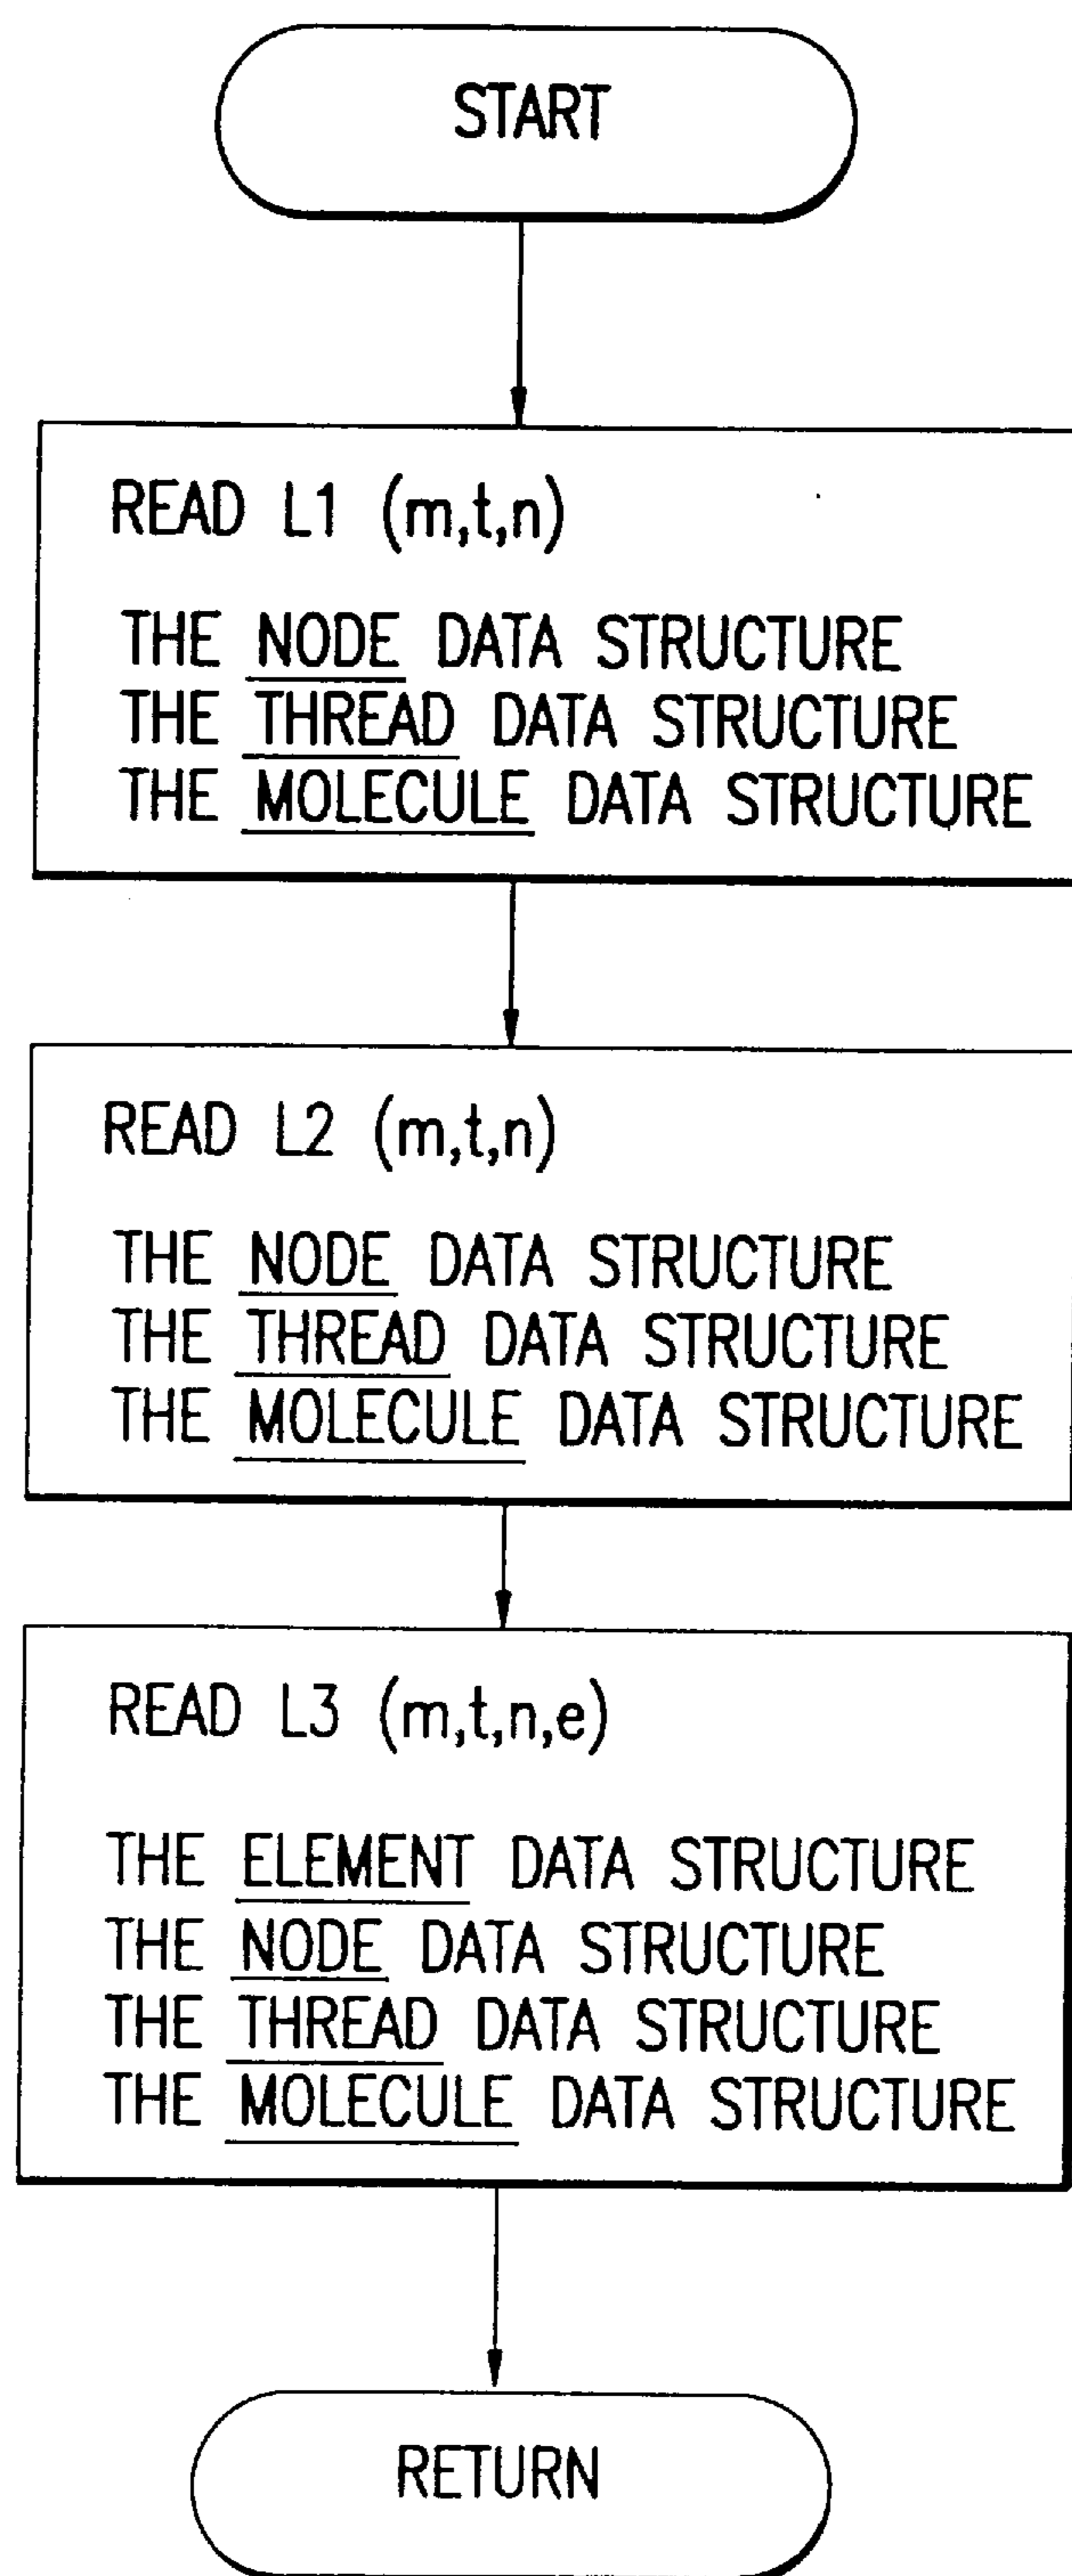 START
READ L1 (m,t,n)
THE NODE DATA STRUCTURE
THE THREAD DATA STRUCTURE
THE MOLECULE DATA STRUCTURE
READ L2 (m,t,n)
THE NODE DATA STRUCTURE
THE THREAD DATA STRUCTURE
THE MOLECULE DATA STRUCTURE
READ L3 (m,t,n,e)
THE ELEMENT DATA STRUCTURE
THE NODE DATA STRUCTURE
THE THREAD DATA STRUCTURE
THE MOLECULE DATA STRUCTURE
RETURN